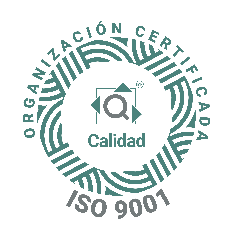 ORGANIZACIÓN CERTIFICADA
®
Calidad
ISO 9001